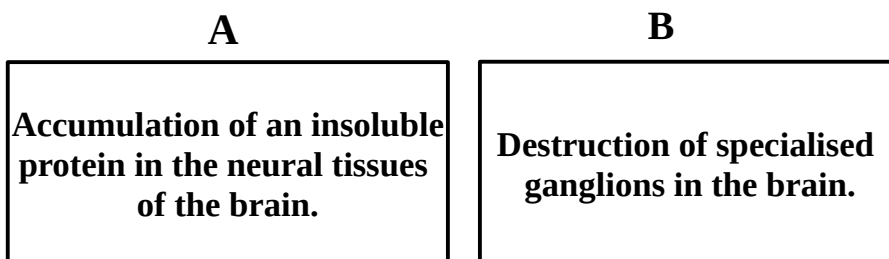 A
B
Accumulation of an insoluble
protein in the neural tissues
of the brain.
Destruction of specialised
ganglions in the brain.